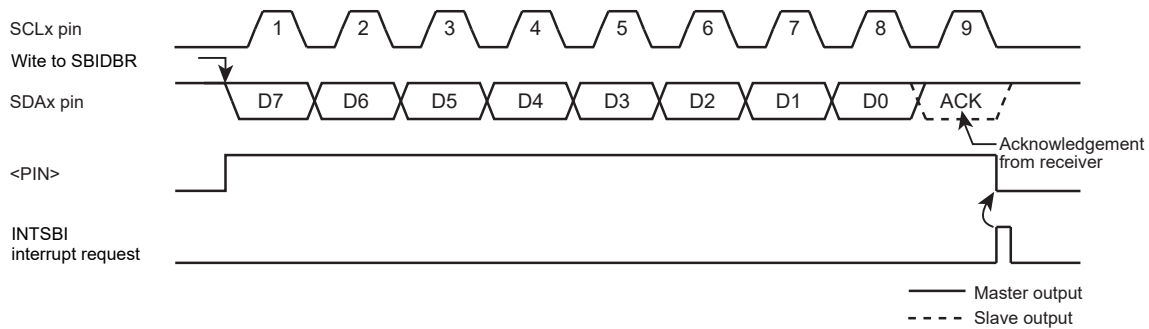 SCLx pin
1 2 3 4 5 6 7 8 9
Wite to SBIDBR
SDAx pin
D7 D6 D5 D4 D3 D2 D1 D0 ACK
Acknowledgement
from receiver
<PIN>
INTSBI
interrupt request
Master output
Slave output